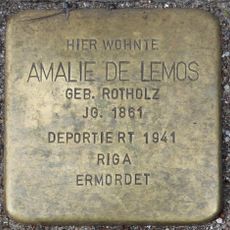 HIER WOHNTE
AMALIE DE LEMOS
GEB. ROTHOLZ
JG. 1861
DEPORTIERT 1941
RIGA
ERMORDET